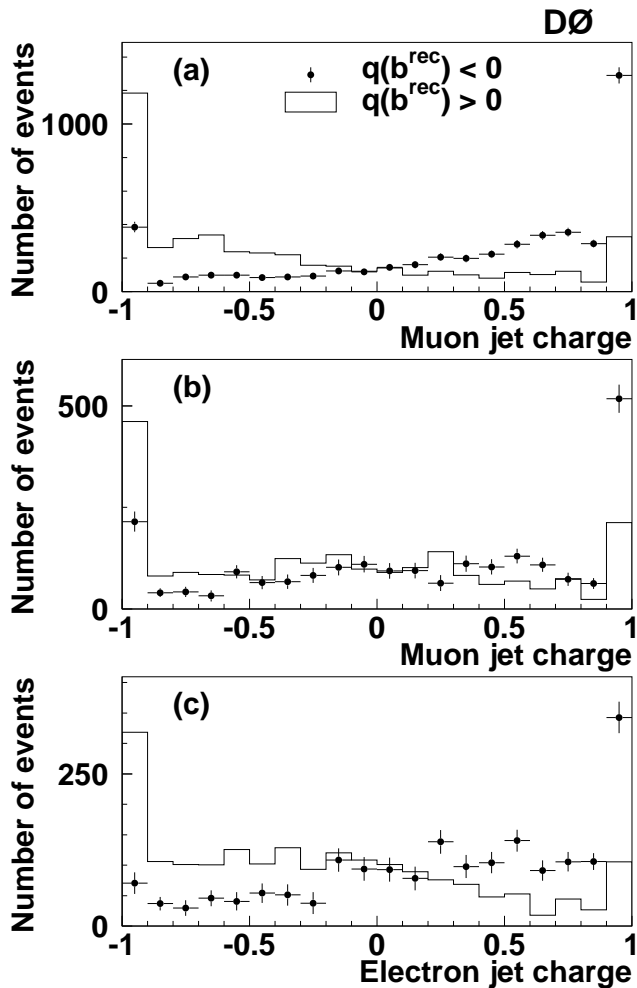 DØ
(a)
q(b^rec) < 0
q(b^rec) > 0
Number of events
1000
0
-1 -0.5 0 0.5 1
Muon jet charge
(b)
Number of events
500
0
-1 -0.5 0 0.5 1
Muon jet charge
(c)
Number of events
250
0
-1 -0.5 0 0.5 1
Electron jet charge